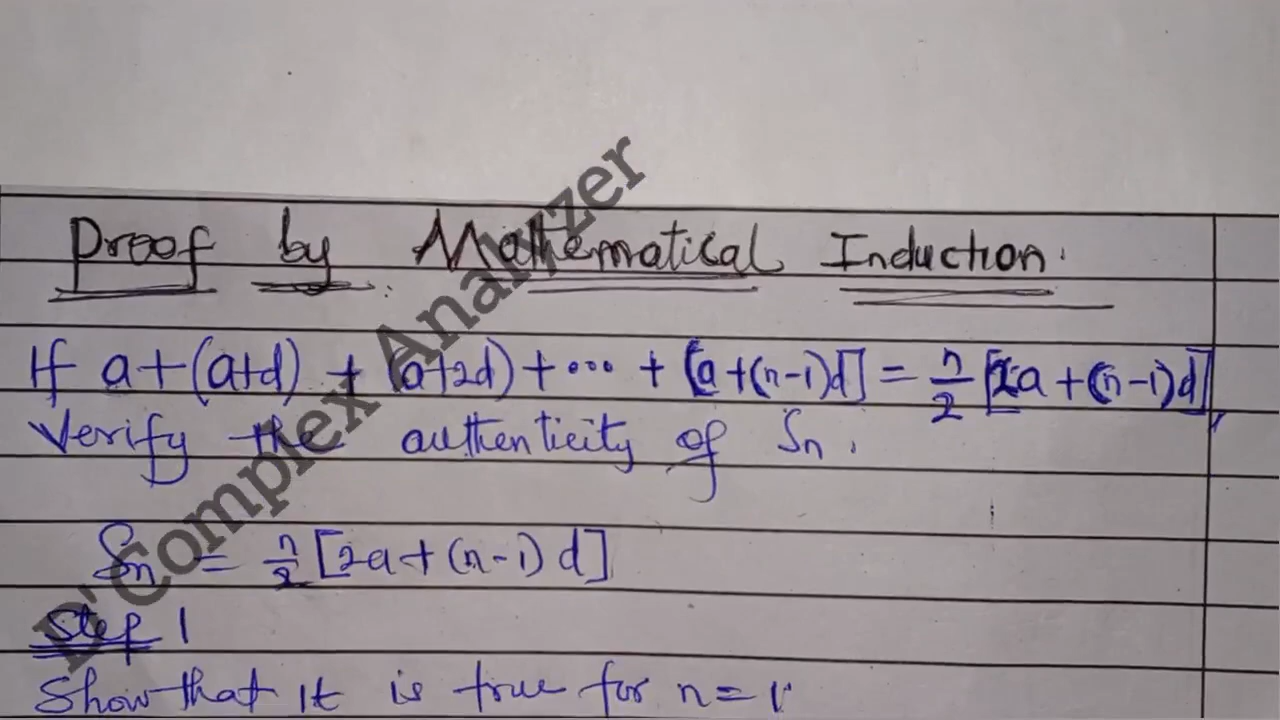 Proof by Mathematical Induction.
If a+(a+d) + (a+2d) + ... + [a+(n-1)d] = n/2 [2a + (n-1)d],
Verify the authenticity of Sn.
Sn = n/2 [2a + (n-1)d]
Step 1
Show that it is true for n = 1
D' Complex Analyzer